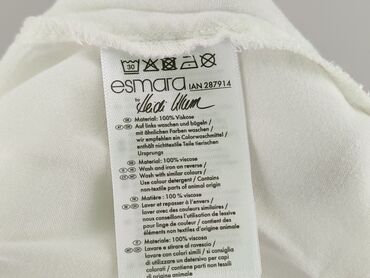 30
esmara IAN 287914
by Heidi Klum
Material: 100% Viskose
Auf links waschen und bügeln /
mit ähnlichen Farben waschen /
wir empfehlen ein Colorwaschmittel /
enthält nichttextile Teile tierischen
Ursprungs
Material: 100% viscose
Wash and iron on reverse /
Wash with similar colours /
Use colour detergent / Contains
non-textile parts of animal origin
Matière : 100 % viscose
Laver et repasser à l'envers /
laver avec des couleurs similaires /
nous conseillons l'utilisation d'une
lessive pour le linge de
couleur / contient des
éléments non textiles d'origine animale
Materiale: 100% viscosa
Lavare e stirare al rovescio /
lavare con colori simili / si consiglia
di utilizzare un detersivo per capi
colorati
di origine animale